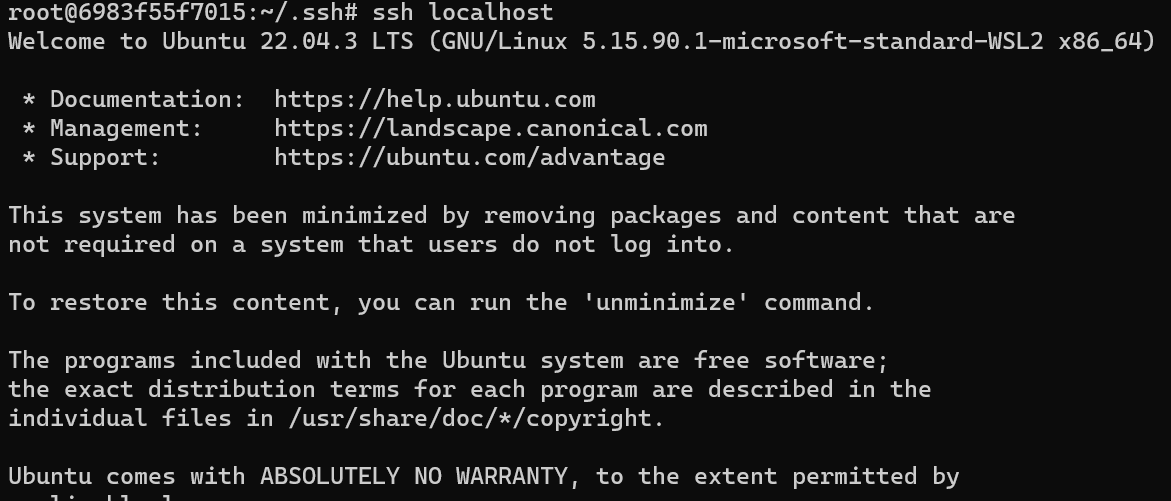 root@6983f55f7015:~/.ssh# ssh localhost
Welcome to Ubuntu 22.04.3 LTS (GNU/Linux 5.15.90.1-microsoft-standard-WSL2 x86_64)
* Documentation:  https://help.ubuntu.com
* Management:     https://landscape.canonical.com
* Support:        https://ubuntu.com/advantage
This system has been minimized by removing packages and content that are
not required on a system that users do not log into.
To restore this content, you can run the 'unminimize' command.
The programs included with the Ubuntu system are free software;
the exact distribution terms for each program are described in the
individual files in /usr/share/doc/*/copyright.
Ubuntu comes with ABSOLUTELY NO WARRANTY, to the extent permitted by